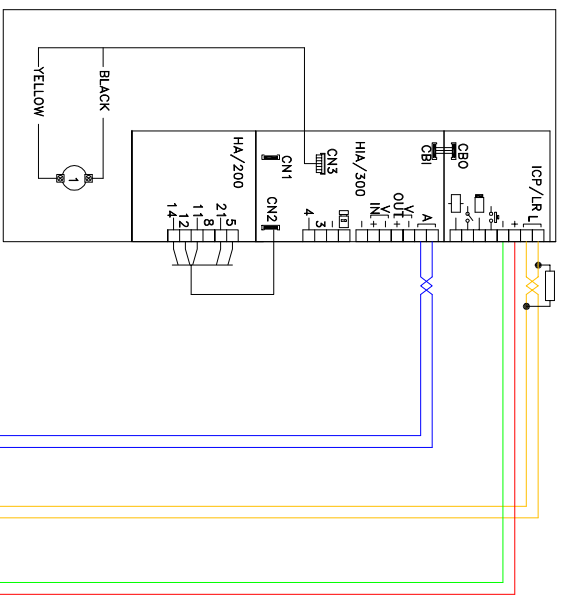 YELLOW
BLACK
1
HA/200
14
12
11
8
21
5
CN1
CN2
CN3
HIA/300
4
3
-
- + - +
V
IN
V
OUT
A
CBI
CBO
ICP/LR
- + L